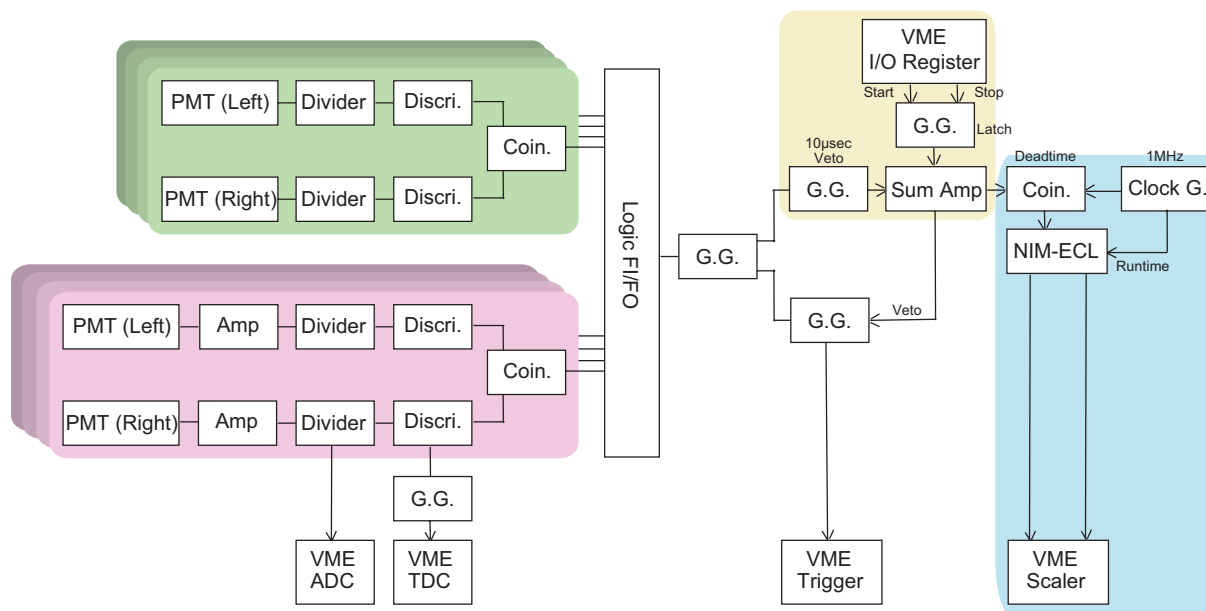 PMT (Left)
Divider
Discri.
Coin.
PMT (Right)
Divider
Discri.
PMT (Left)
Amp
Divider
Discri.
Coin.
PMT (Right)
Amp
Divider
Discri.
G.G.
VME
ADC
VME
TDC
Logic FI/FO
G.G.
VME
I/O Register
Start
Stop
G.G.
Latch
10µsec
Veto
G.G.
Sum Amp
G.G.
Veto
VME
Trigger
Deadtime
Coin.
1MHz
Clock G.
NIM-ECL
Runtime
VME
Scaler